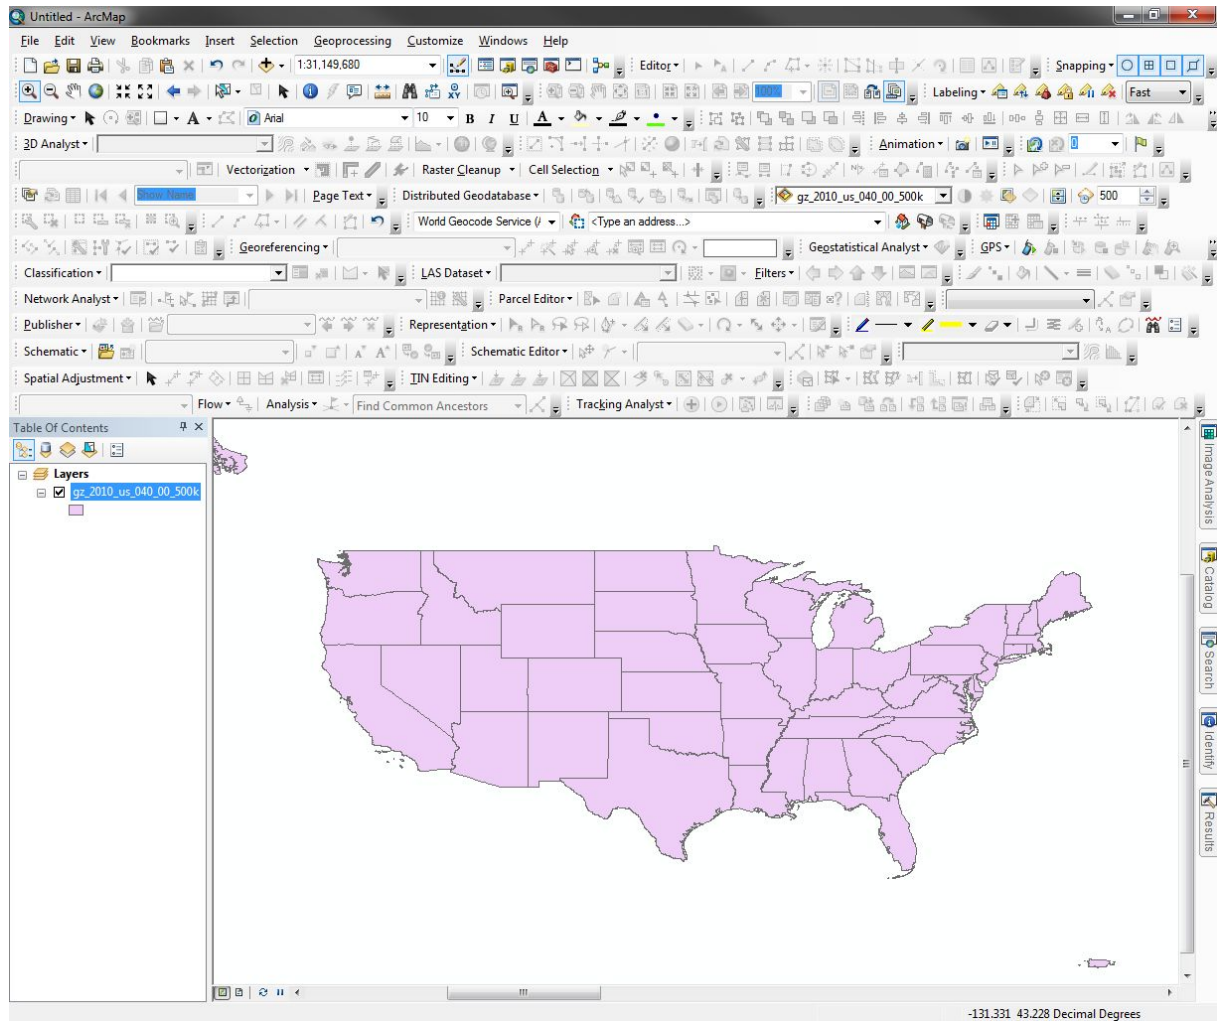 Untitled - ArcMap
File Edit View Bookmarks Insert Selection Geoprocessing Customize Windows Help
1:31,149,680 Editor Snapping
100% Labeling Fast
Drawing A Arial 10 B I U A
3D Analyst Animation 0
Vectorization Raster Cleanup Cell Selection
Show Name Page Text Distributed Geodatabase gz_2010_us_040_00_500k 500
World Geocode Service (A <Type an address...>
Georeferencing Geostatistical Analyst GPS
Classification LAS Dataset Filters
Network Analyst Parcel Editor
Publisher Representation
Schematic Schematic Editor
Spatial Adjustment TIN Editing
Flow Analysis Find Common Ancestors Tracking Analyst
Table Of Contents
Layers
gz_2010_us_040_00_500k
Image Analysis
Catalog
Search
Identify
Results
-131.331 43.228 Decimal Degrees